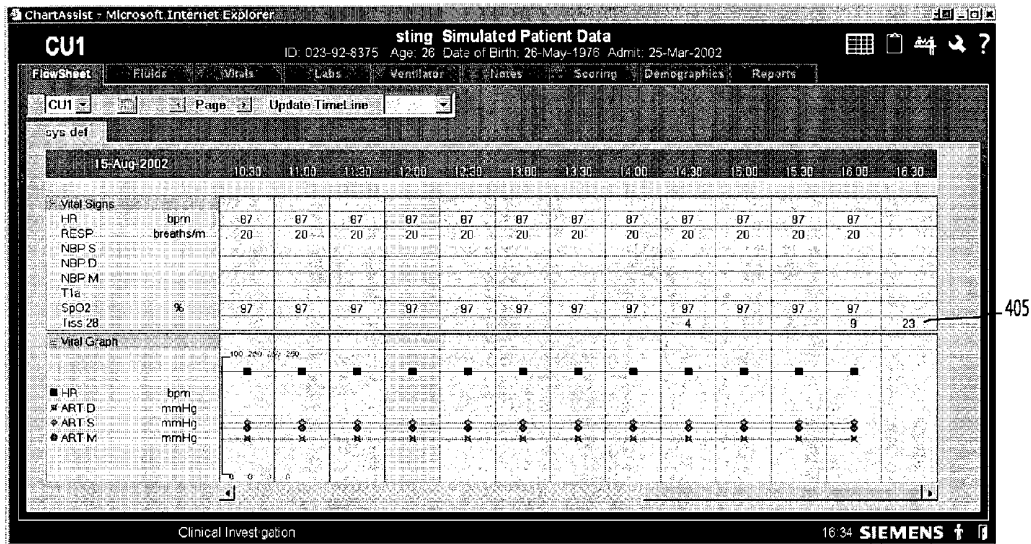 ChartAssist - Microsoft Internet Explorer
CU1
sting Simulated Patient Data
ID: 023-92-8375 Age: 26 Date of Birth: 26-May-1976 Admit: 25-Mar-2002
FlowSheet Fluids Vitals Labs Ventilator Notes Scoring Demographics Reports
CU1 Page Update TimeLine
sys def
15-Aug-2002 10:30 11:00 11:30 12:00 12:30 13:00 13:30 14:00 14:30 15:00 15:30 16:00 16:30
Vital Signs
HR bpm 87 87 87 87 87 87 87 87 87 87 87 87
RESP breaths/m 20 20 20 20 20 20 20 20 20 20 20 20
NBP S
NBP D
NBP M
T1a
SpO2 % 97 97 97 97 97 97 97 97 97 97 97 97
Tiss 28 4 9 23
405
Vital Graph
HR bpm
ART D mmHg
ART S mmHg
ART M mmHg
Clinical Investigation 16:34 SIEMENS